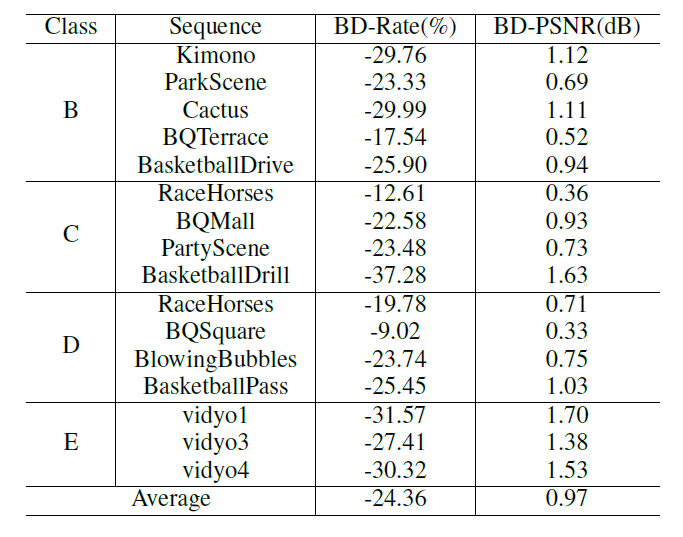 Class Sequence BD-Rate(%) BD-PSNR(dB)
Kimono -29.76 1.12
ParkScene -23.33 0.69
B Cactus -29.99 1.11
BQTerrace -17.54 0.52
BasketballDrive -25.90 0.94
RaceHorses -12.61 0.36
BQMall -22.58 0.93
C
PartyScene -23.48 0.73
BasketballDrill -37.28 1.63
RaceHorses -19.78 0.71
BQSquare -9.02 0.33
D
BlowingBubbles -23.74 0.75
BasketballPass -25.45 1.03
vidyo1 -31.57 1.70
E vidyo3 -27.41 1.38
vidyo4 -30.32 1.53
Average -24.36 0.97